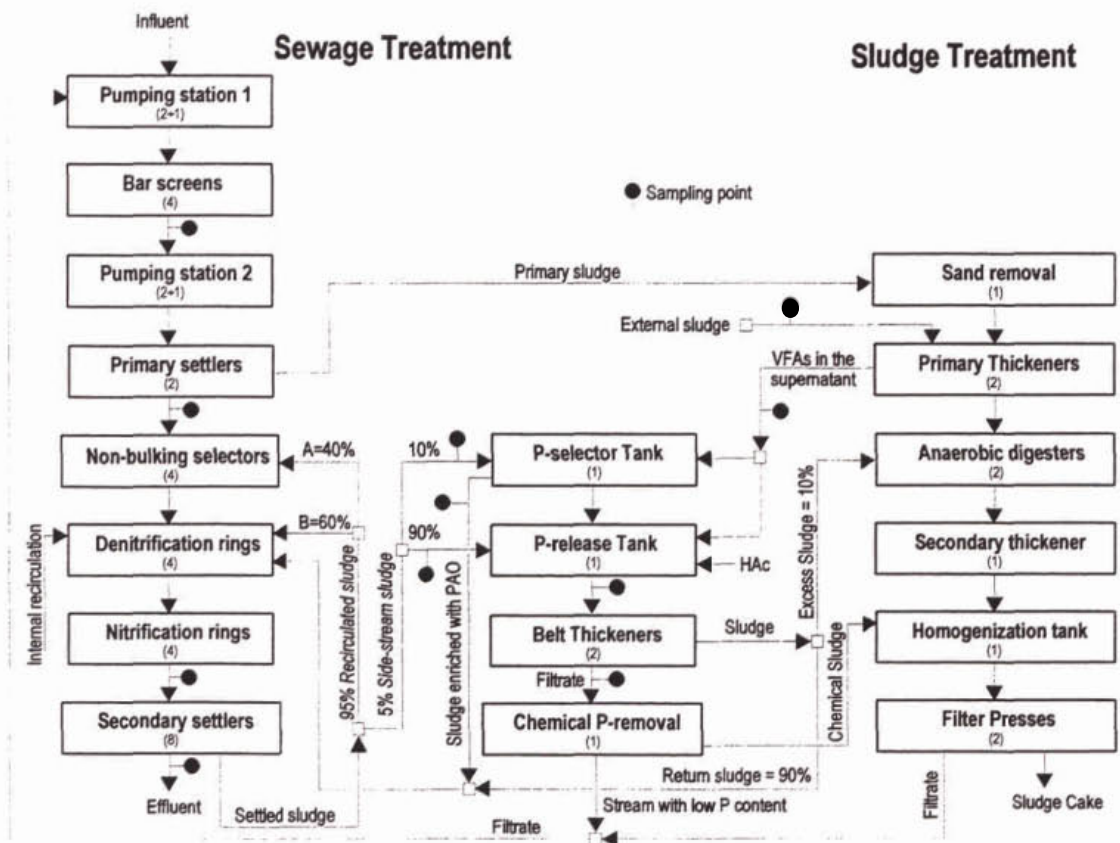 Influent
Sewage Treatment
Sludge Treatment
Pumping station 1
(2+1)
Bar screens
(4)
Sampling point
Pumping station 2
(2+1)
Primary sludge
Sand removal
(1)
External sludge
VFAs in the
supernatant
Primary settlers
(2)
Primary Thickeners
(2)
Non-bulking selectors
(4)
A=40%
10%
P-selector Tank
(1)
Anaerobic digesters
(2)
Excess Sludge = 10%
Internal recirculation
Denitrification rings
(4)
B=60%
90%
P-release Tank
(1)
HAc
Secondary thickener
(1)
95% Recirculated sludge
5% Side-stream sludge
Sludge enriched with PAO
Nitrification rings
(4)
Belt Thickeners
(2)
Sludge
Chemical Sludge
Homogenization tank
(1)
Filtrate
Secondary settlers
(8)
Chemical P-removal
(1)
Filter Presses
(2)
Effluent
Settled sludge
Return sludge = 90%
Stream with low P content
Filtrate
Filtrate
Sludge Cake